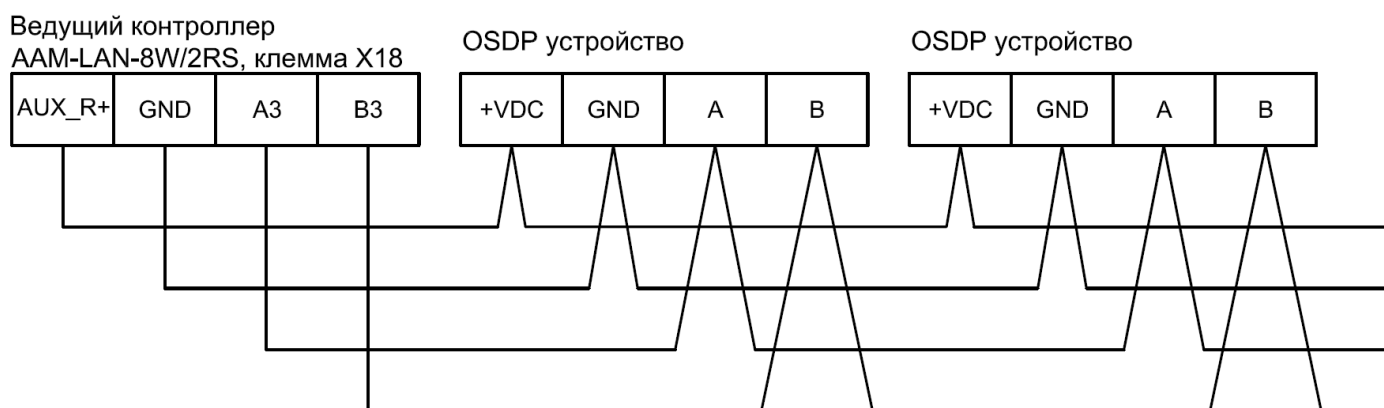 Ведущий контроллер
AAM-LAN-8W/2RS, клемма X18
OSDP устройство
OSDP устройство
AUX_R+ GND A3 B3
+VDC GND A B
+VDC GND A B